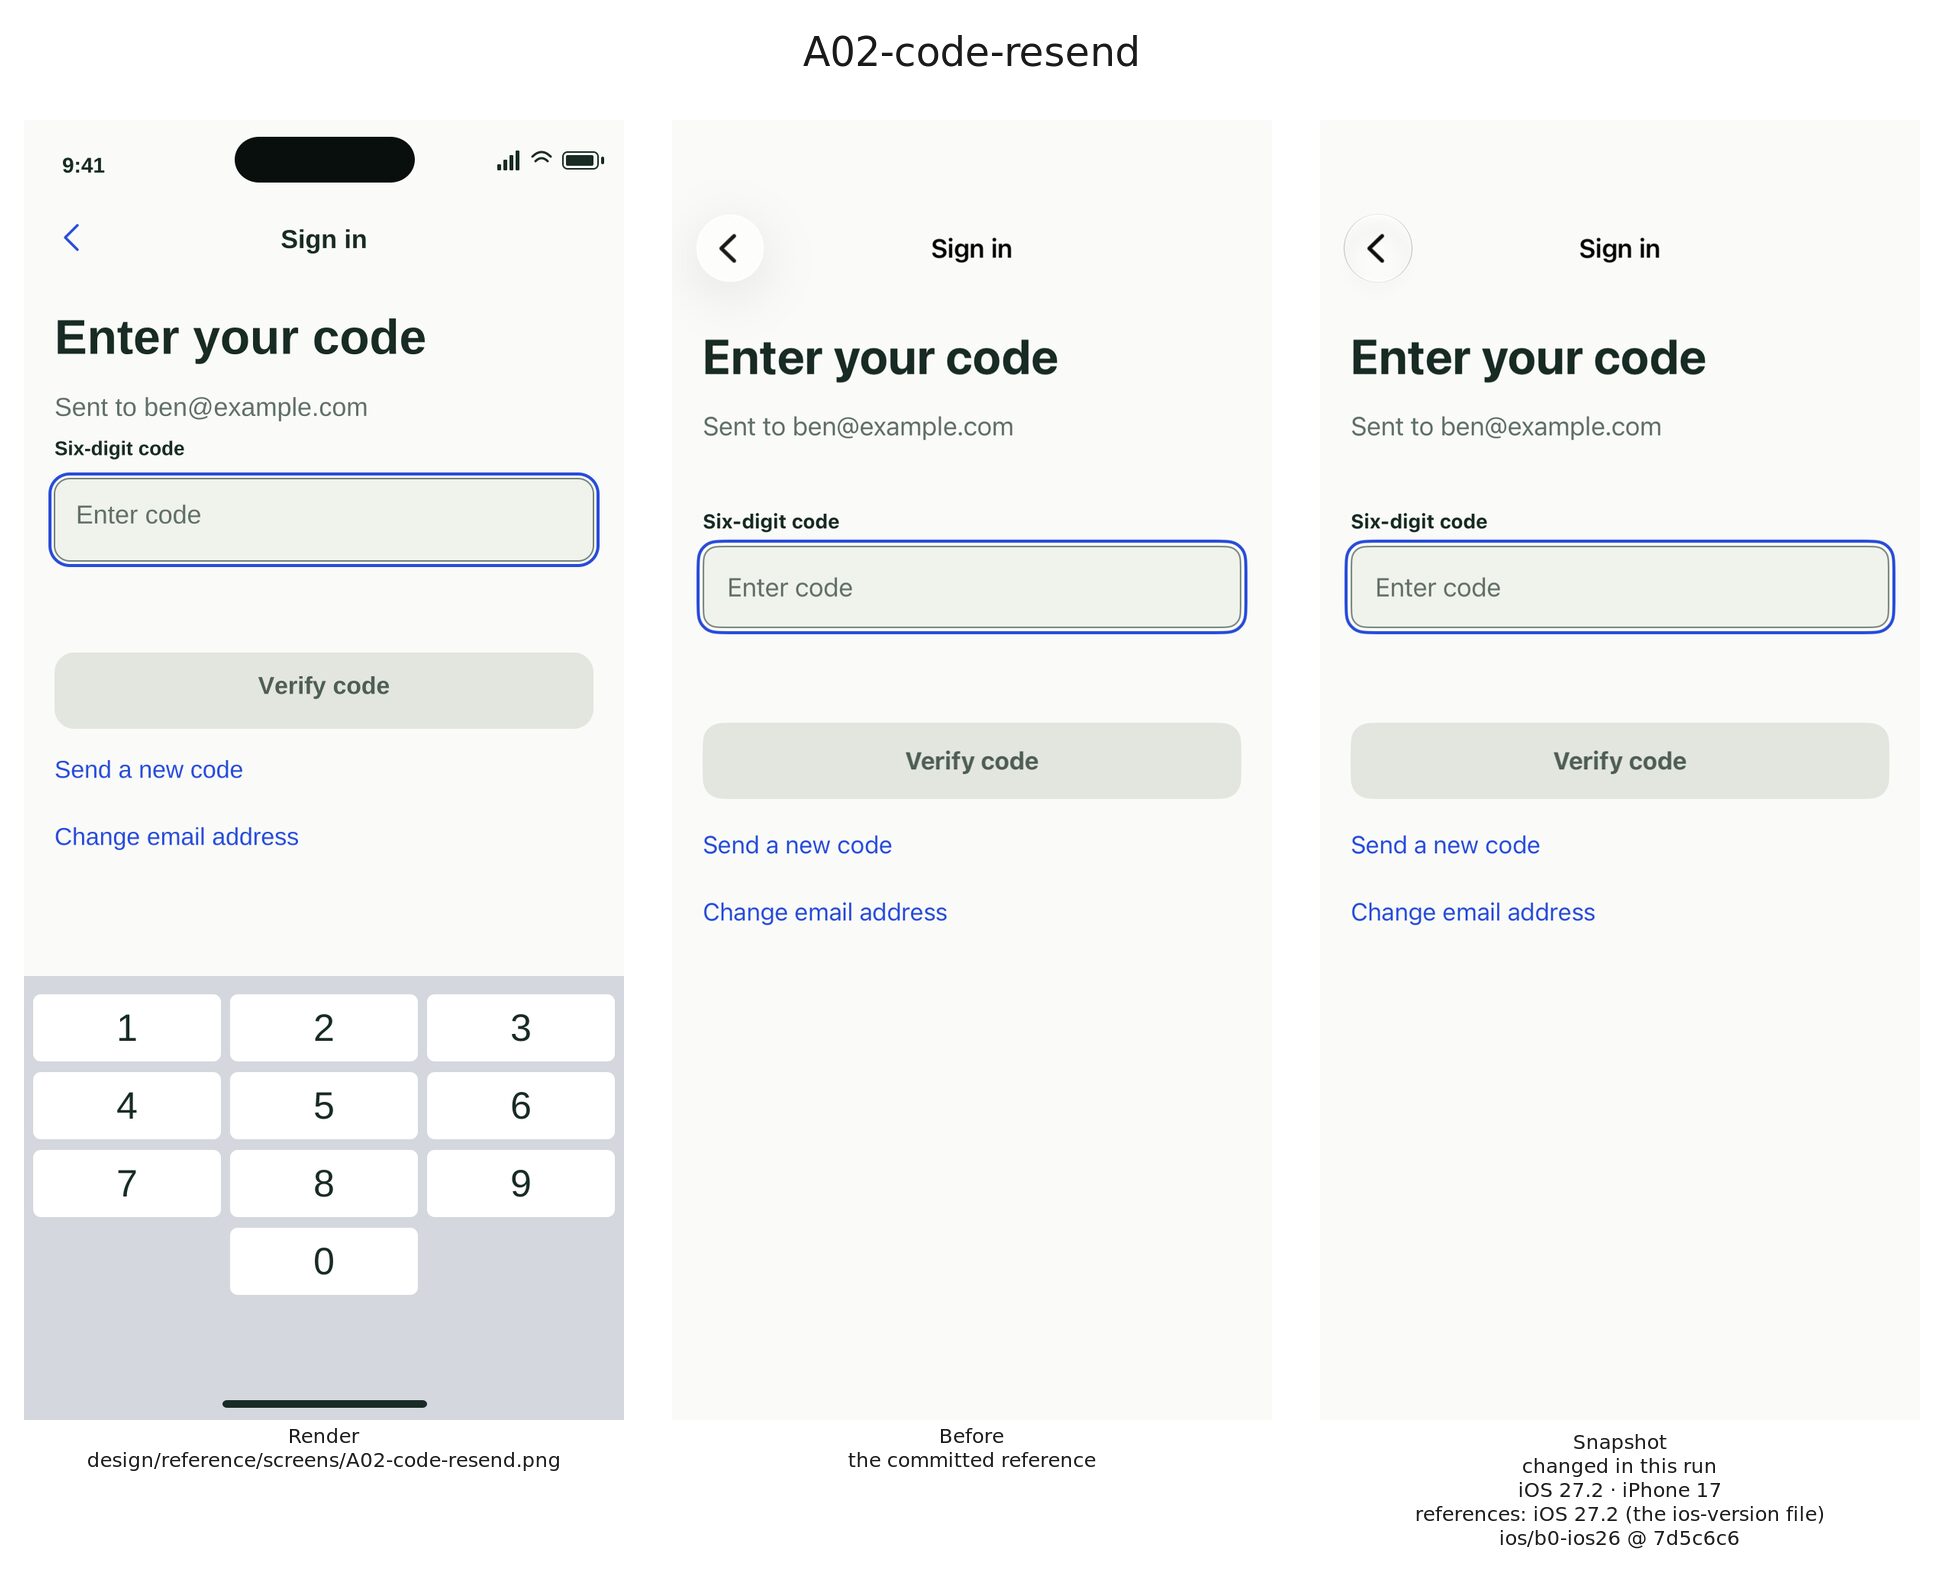 A02-code-resend
9:41
Sign in
Enter your code
Sent to ben@example.com
Six-digit code
Enter code
Verify code
Send a new code
Change email address
1 2 3
4 5 6
7 8 9
0
Render
design/reference/screens/A02-code-resend.png
Sign in
Enter your code
Sent to ben@example.com
Six-digit code
Enter code
Verify code
Send a new code
Change email address
Before
the committed reference
Sign in
Enter your code
Sent to ben@example.com
Six-digit code
Enter code
Verify code
Send a new code
Change email address
Snapshot
changed in this run
iOS 27.2 · iPhone 17
references: iOS 27.2 (the ios-version file)
ios/b0-ios26 @ 7d5c6c6